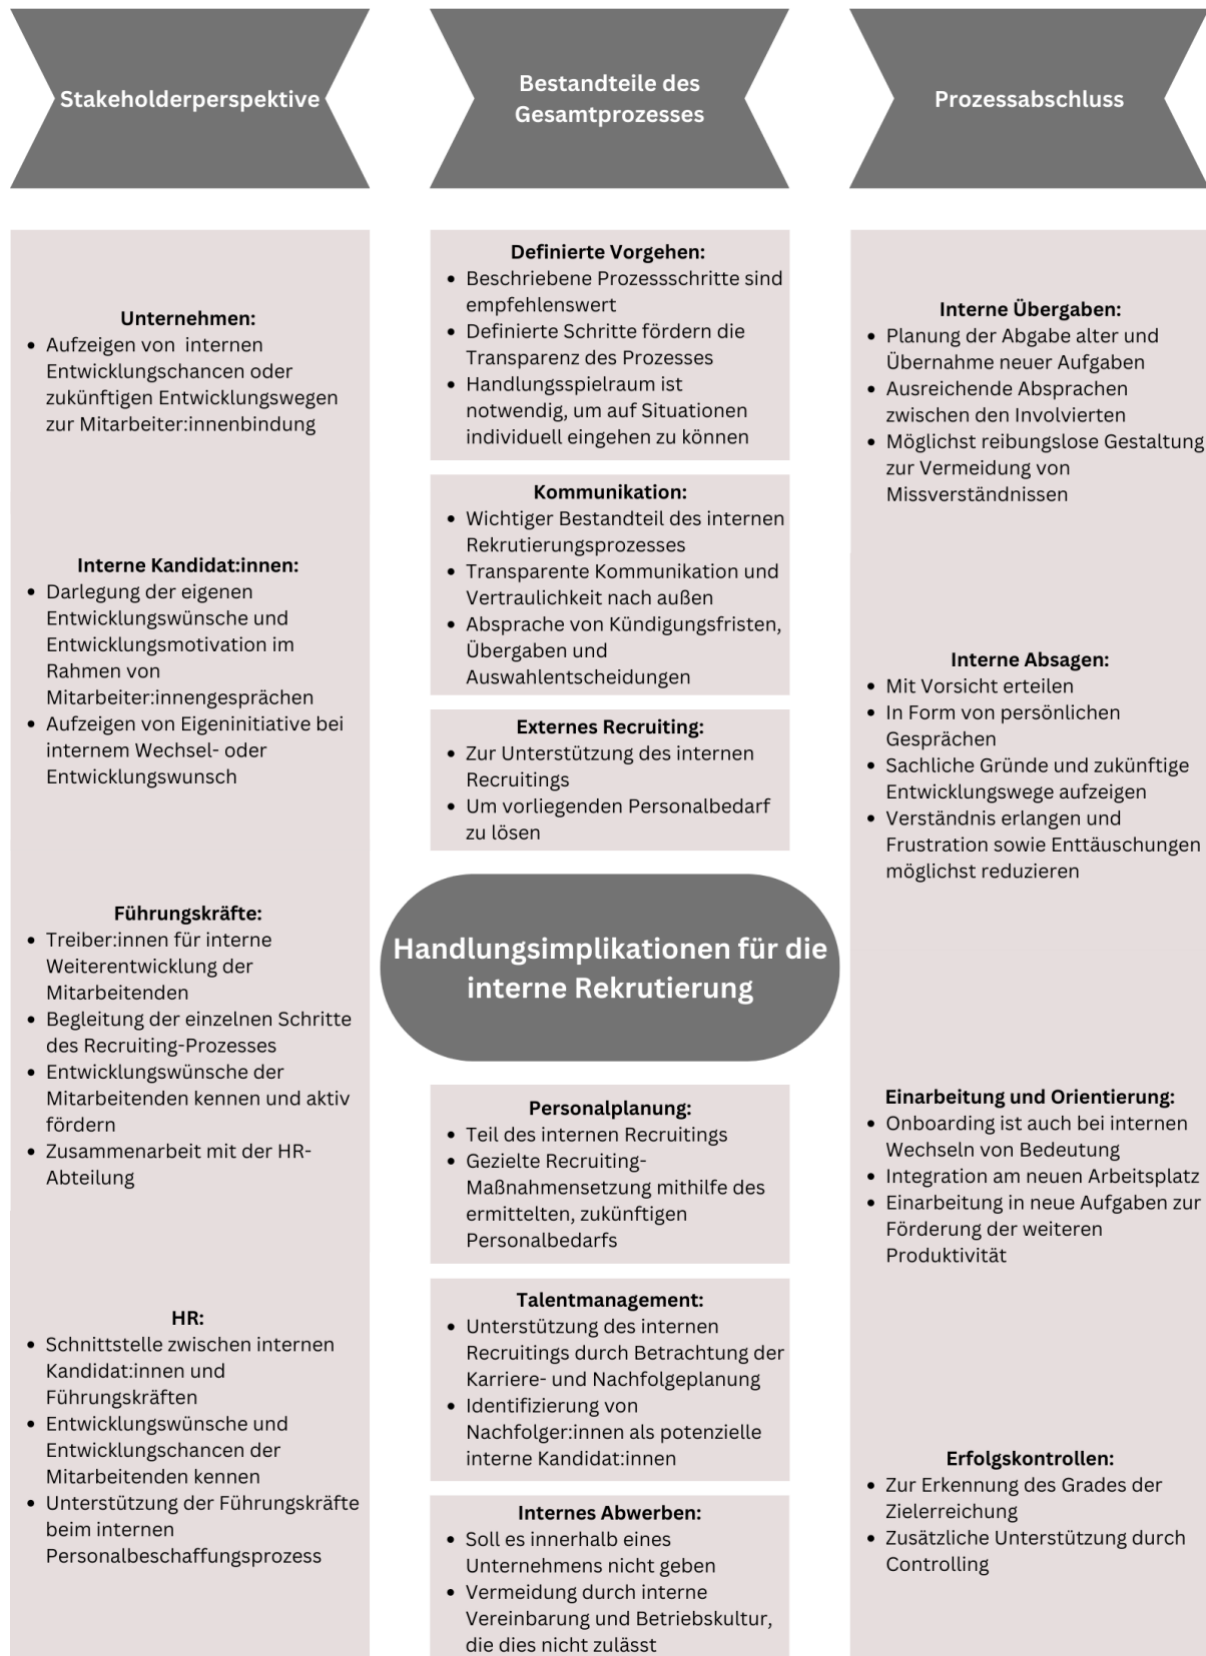 Stakeholderperspektive
Unternehmen:
• Aufzeigen von internen
Entwicklungschancen oder
zukünftigen Entwicklungswegen
zur Mitarbeiter:innenbindung
Interne Kandidat:innen:
• Darlegung der eigenen
Entwicklungswünsche und
Entwicklungsmotivation im
Rahmen von
Mitarbeiter:innengesprächen
• Aufzeigen von Eigeninitiative bei
internem Wechsel- oder
Entwicklungswunsch
Führungskräfte:
• Treiber:innen für interne
Weiterentwicklung der
Mitarbeitenden
• Begleitung der einzelnen Schritte
des Recruiting-Prozesses
• Entwicklungswünsche der
Mitarbeitenden kennen und aktiv
fördern
• Zusammenarbeit mit der HR-
Abteilung
HR:
• Schnittstelle zwischen internen
Kandidat:innen und
Führungskräften
• Entwicklungswünsche und
Entwicklungschancen der
Mitarbeitenden kennen
• Unterstützung der Führungskräfte
beim internen
Personalbeschaffungsprozess
Bestandteile des
Gesamtprozesses
Definierte Vorgehen:
• Beschriebene Prozessschritte sind
empfehlenswert
• Definierte Schritte fördern die
Transparenz des Prozesses
• Handlungsspielraum ist
notwendig, um auf Situationen
individuell eingehen zu können
Kommunikation:
• Wichtiger Bestandteil des internen
Rekrutierungsprozesses
• Transparente Kommunikation und
Vertraulichkeit nach außen
• Absprache von Kündigungsfristen,
Übergaben und
Auswahlentscheidungen
Externes Recruiting:
• Zur Unterstützung des internen
Recruitings
• Um vorliegenden Personalbedarf
zu lösen
Handlungsimplikationen für die
interne Rekrutierung
Personalplanung:
• Teil des internen Recruitings
• Gezielte Recruiting-
Maßnahmensetzung mithilfe des
ermittelten, zukünftigen
Personalbedarfs
Talentmanagement:
• Unterstützung des internen
Recruitings durch Betrachtung der
Karriere- und Nachfolgeplanung
• Identifizierung von
Nachfolger:innen als potenzielle
interne Kandidat:innen
Internes Abwerben:
• Soll es innerhalb eines
Unternehmens nicht geben
• Vermeidung durch interne
Vereinbarung und Betriebskultur,
die dies nicht zulässt
Prozessabschluss
Interne Übergaben:
• Planung der Abgabe alter und
Übernahme neuer Aufgaben
• Ausreichende Absprachen
zwischen den Involvierten
• Möglichst reibungslose Gestaltung
zur Vermeidung von
Missverständnissen
Interne Absagen:
• Mit Vorsicht erteilen
• In Form von persönlichen
Gesprächen
• Sachliche Gründe und zukünftige
Entwicklungswege aufzeigen
• Verständnis erlangen und
Frustration sowie Enttäuschungen
möglichst reduzieren
Einarbeitung und Orientierung:
• Onboarding ist auch bei internen
Wechseln von Bedeutung
• Integration am neuen Arbeitsplatz
• Einarbeitung in neue Aufgaben zur
Förderung der weiteren
Produktivität
Erfolgskontrollen:
• Zur Erkennung des Grades der
Zielerreichung
• Zusätzliche Unterstützung durch
Controlling